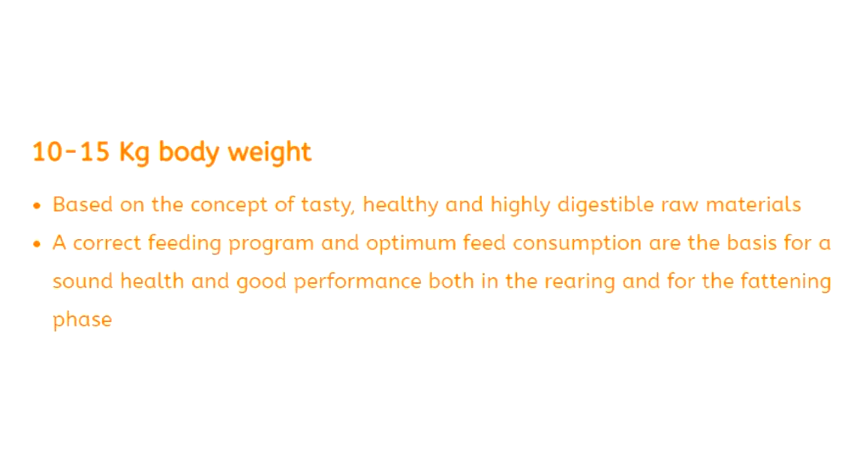 10-15 Kg body weight
• Based on the concept of tasty, healthy and highly digestible raw materials
• A correct feeding program and optimum feed consumption are the basis for a
sound health and good performance both in the rearing and for the fattening
phase